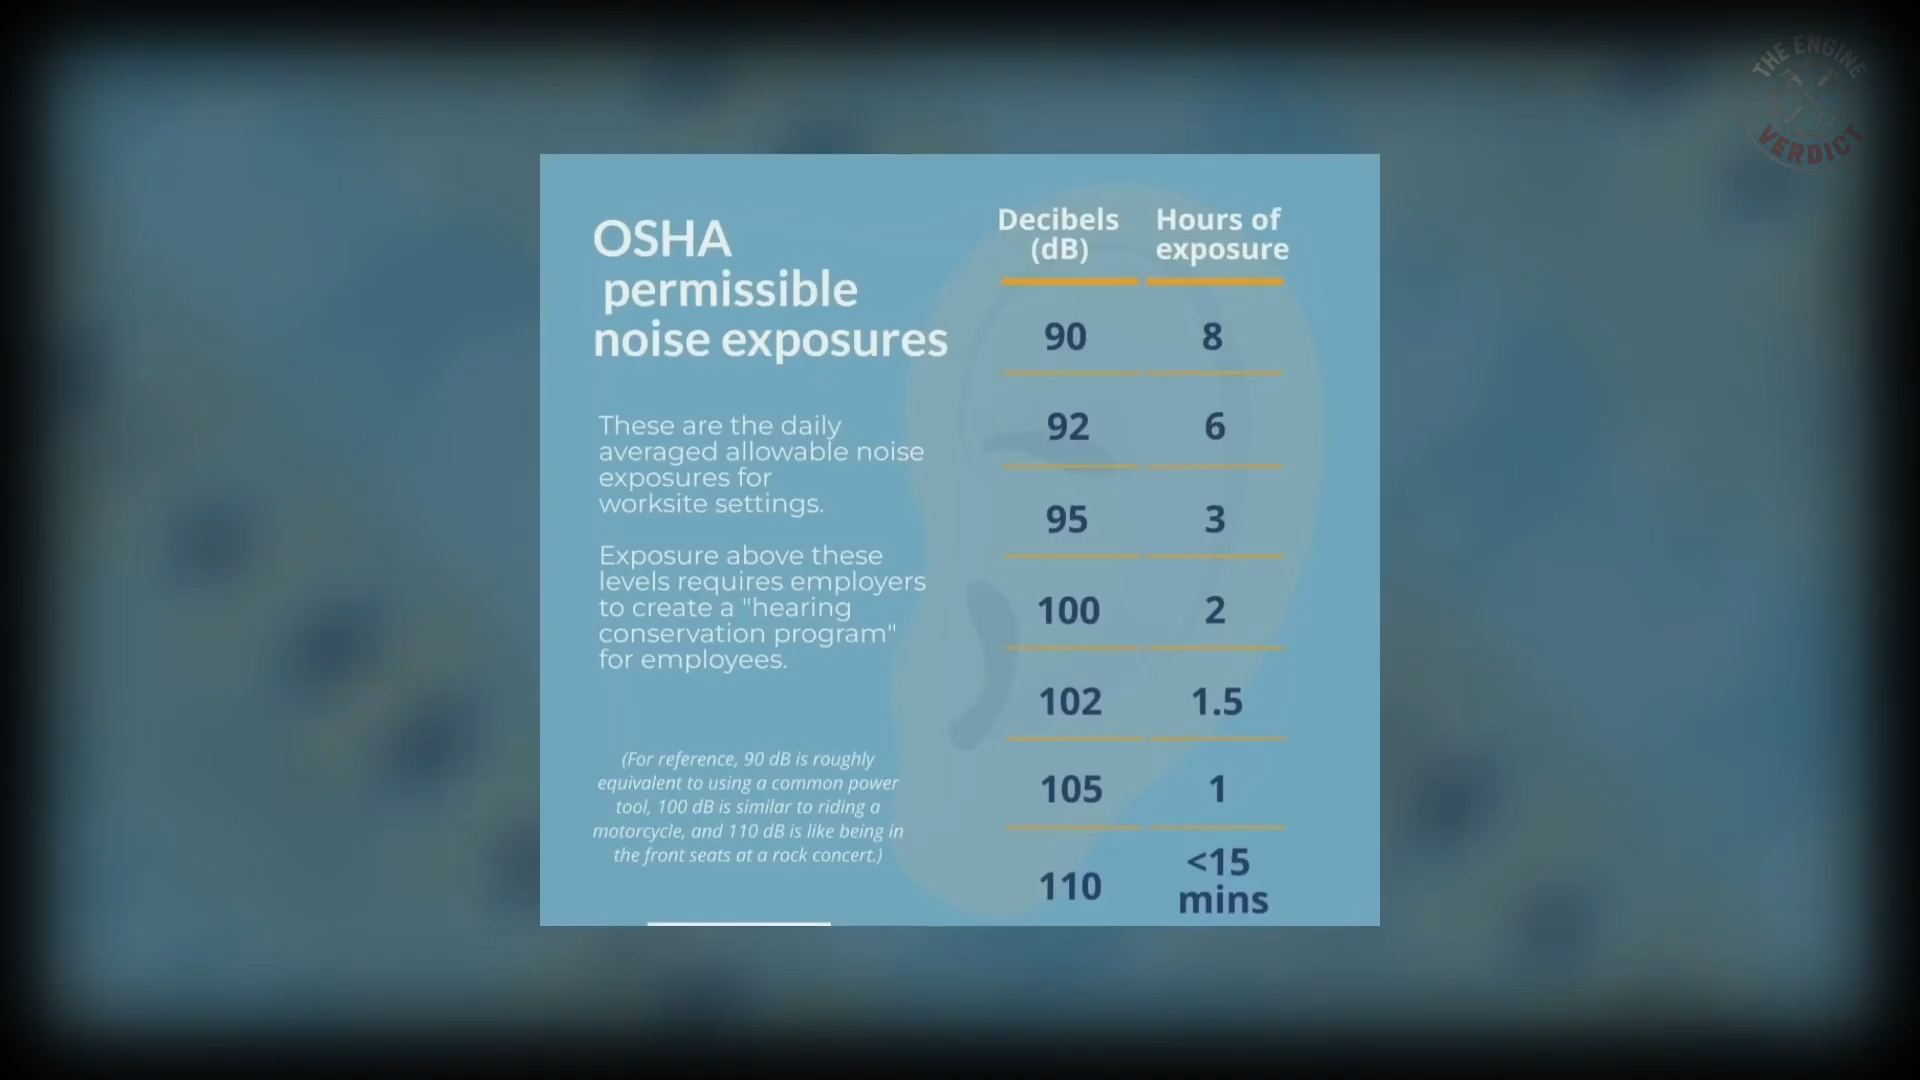 THE ENGINE
VERDICT
OSHA
permissible
noise exposures
These are the daily
averaged allowable noise
exposures for
worksite settings.
Exposure above these
levels requires employers
to create a "hearing
conservation program"
for employees.
(For reference, 90 dB is roughly
equivalent to using a common power
tool, 100 dB is similar to riding a
motorcycle, and 110 dB is like being in
the front seats at a rock concert.)
Decibels Hours of
(dB) exposure
90 8
92 6
95 3
100 2
102 1.5
105 1
110 <15
mins